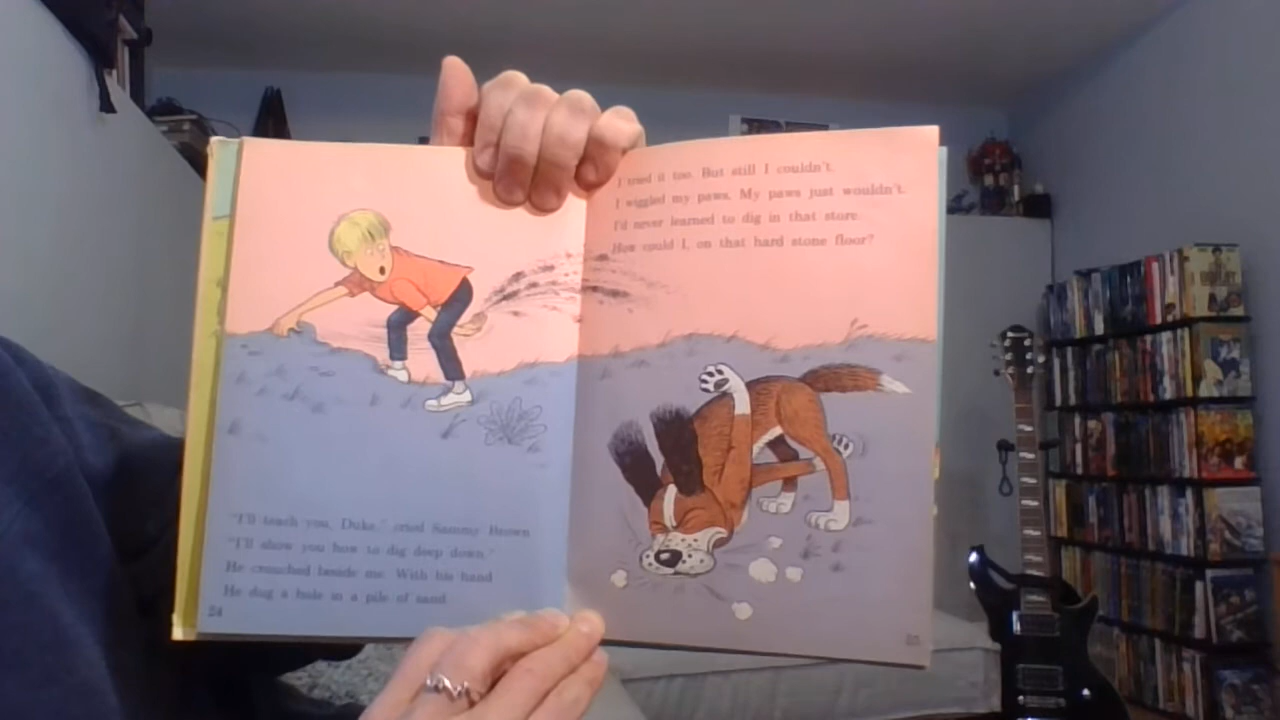 "I'll teach you, Duke," cried Sammy Brown
"I'll show you how to dig deep down."
He crouched beside me. With his hand
He dug a hole in a pile of sand.
24
I tried it too. But still I couldn't.
I wiggled my paws. My paws just wouldn't.
I'd never learned to dig in that store
How could I, on that hard stone floor?
25